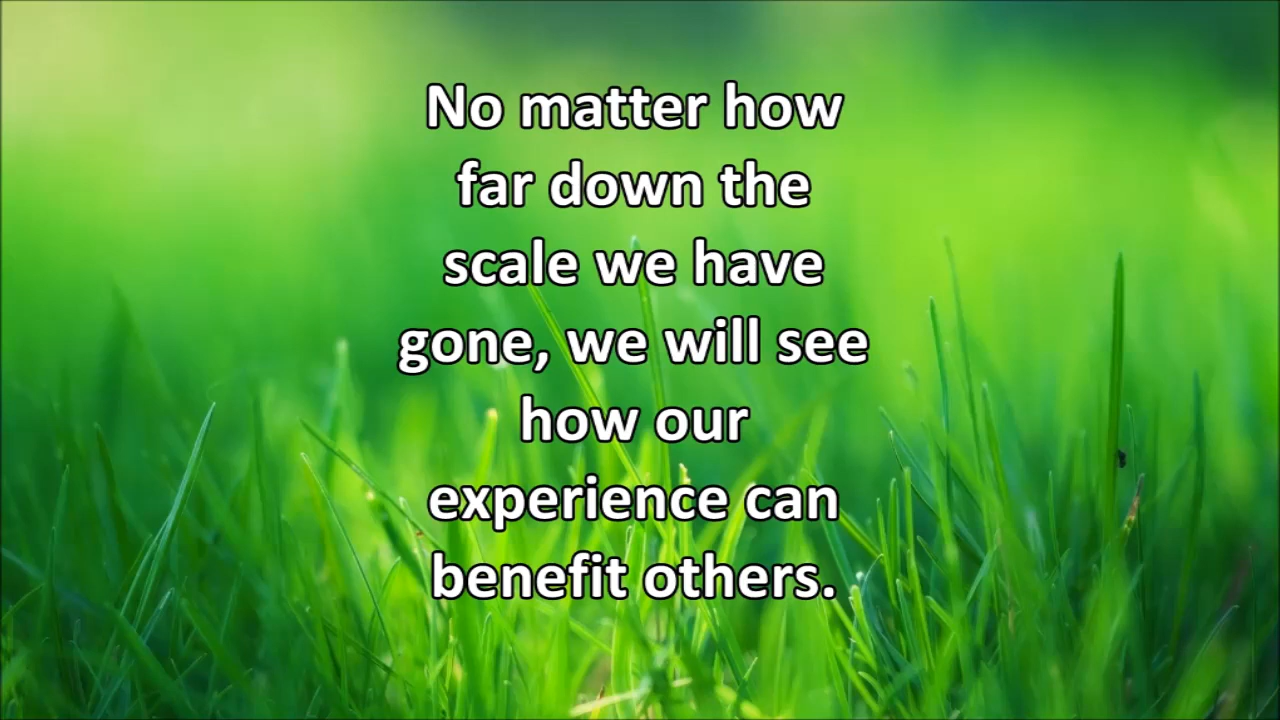 No matter how
far down the
scale we have
gone, we will see
how our
experience can
benefit others.